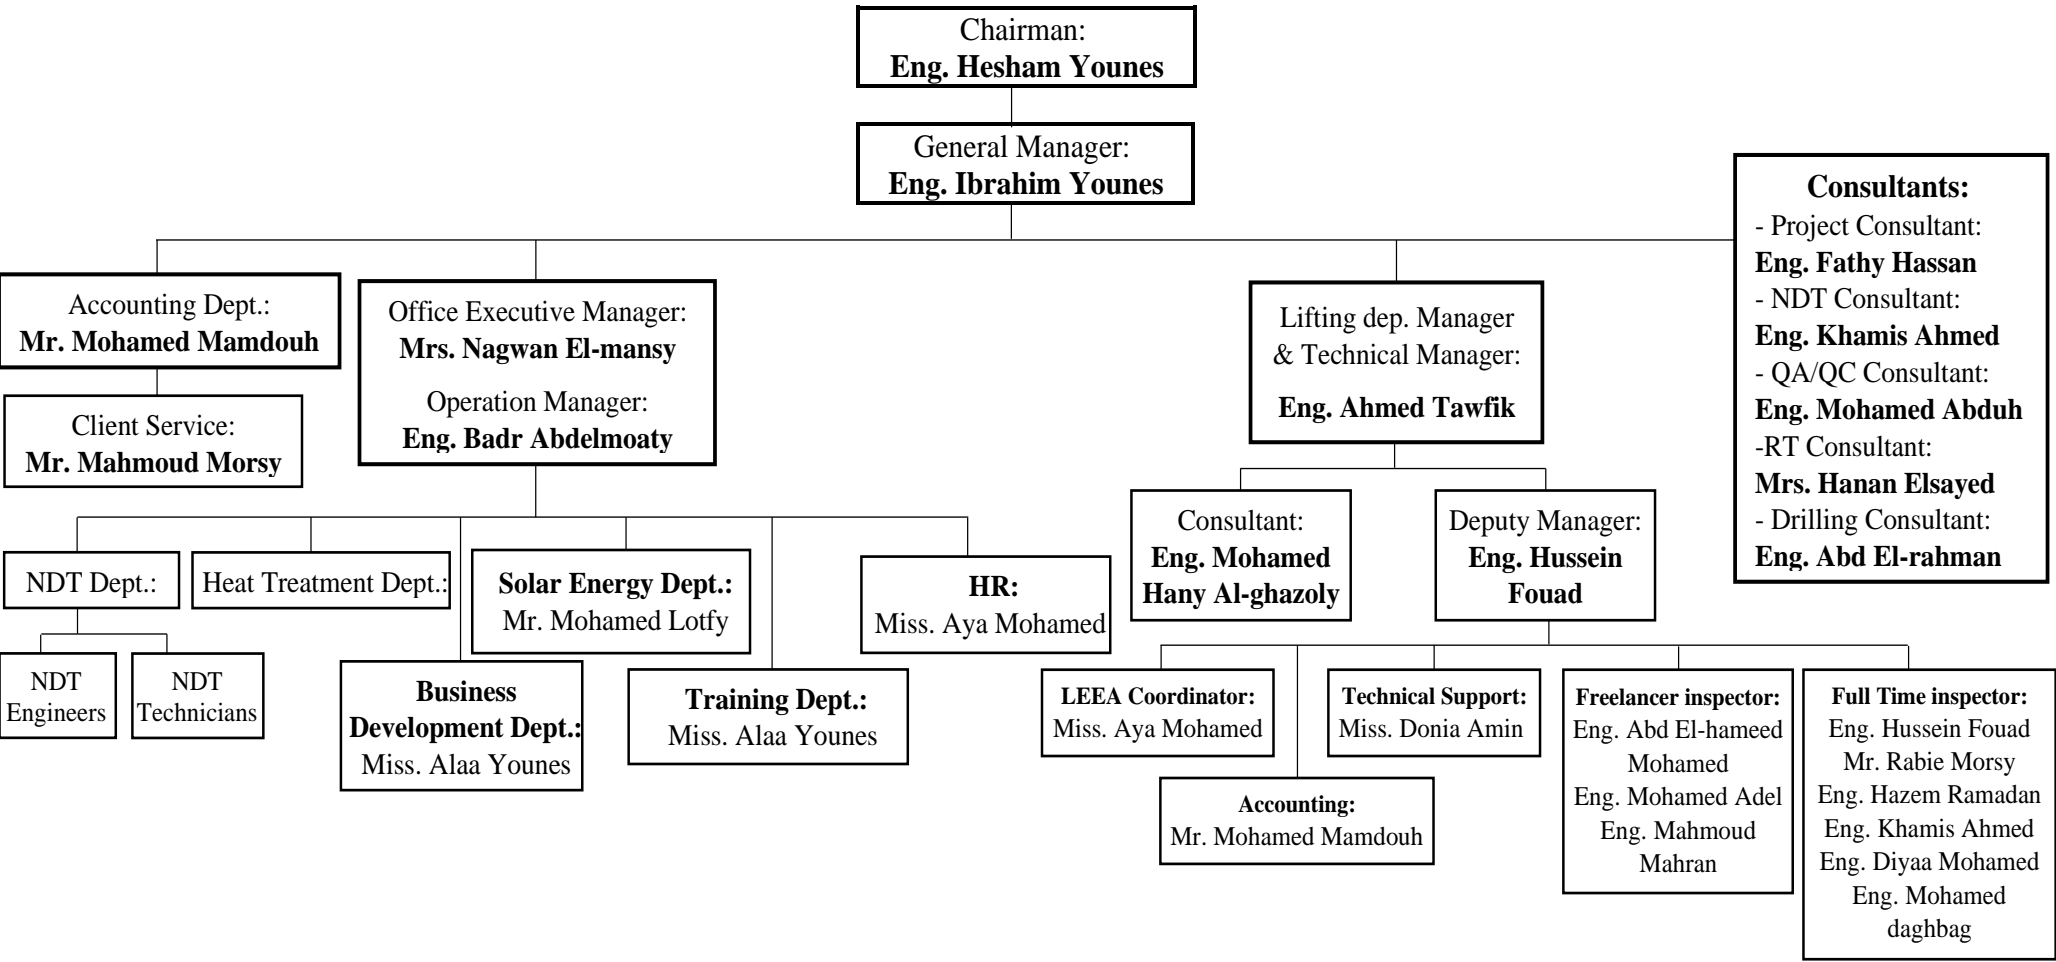 Chairman:
Eng. Hesham Younes
General Manager:
Eng. Ibrahim Younes
Consultants:
- Project Consultant:
Eng. Fathy Hassan
- NDT Consultant:
Eng. Khamis Ahmed
- QA/QC Consultant:
Eng. Mohamed Abduh
-RT Consultant:
Mrs. Hanan Elsayed
- Drilling Consultant:
Eng. Abd El-rahman
Accounting Dept.:
Mr. Mohamed Mamdouh
Client Service:
Mr. Mahmoud Morsy
Office Executive Manager:
Mrs. Nagwan El-mansy
Operation Manager:
Eng. Badr Abdelmoaty
Lifting dep. Manager
& Technical Manager:
Eng. Ahmed Tawfik
Consultant:
Eng. Mohamed
Hany Al-ghazoly
Deputy Manager:
Eng. Hussein
Fouad
NDT Dept.:
Heat Treatment Dept.:
Solar Energy Dept.:
Mr. Mohamed Lotfy
HR:
Miss. Aya Mohamed
NDT
Engineers
NDT
Technicians
Business
Development Dept.:
Miss. Alaa Younes
Training Dept.:
Miss. Alaa Younes
LEEA Coordinator:
Miss. Aya Mohamed
Accounting:
Mr. Mohamed Mamdouh
Technical Support:
Miss. Donia Amin
Freelancer inspector:
Eng. Abd El-hameed
Mohamed
Eng. Mohamed Adel
Eng. Mahmoud
Mahran
Full Time inspector:
Eng. Hussein Fouad
Mr. Rabie Morsy
Eng. Hazem Ramadan
Eng. Khamis Ahmed
Eng. Diyaa Mohamed
Eng. Mohamed
daghbag